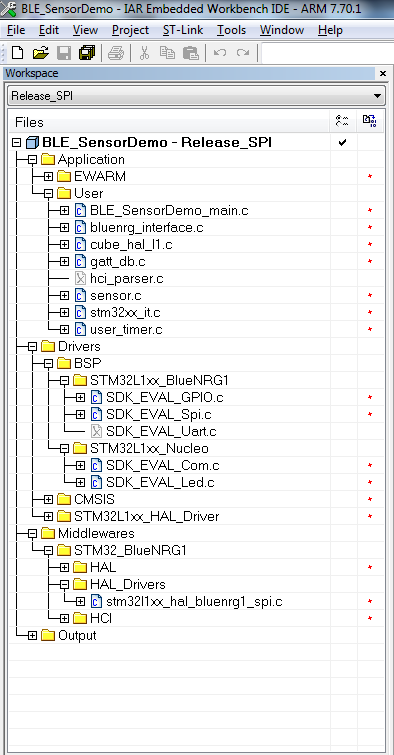 BLE_SensorDemo - IAR Embedded Workbench IDE - ARM 7.70.1
File Edit View Project ST-Link Tools Window Help
Workspace
Release_SPI
Files
BLE_SensorDemo - Release_SPI
Application
EWARM
User
BLE_SensorDemo_main.c
bluenrg_interface.c
cube_hal_l1.c
gatt_db.c
hci_parser.c
sensor.c
stm32xx_it.c
user_timer.c
Drivers
BSP
STM32L1xx_BlueNRG1
SDK_EVAL_GPIO.c
SDK_EVAL_Spi.c
SDK_EVAL_Uart.c
STM32L1xx_Nucleo
SDK_EVAL_Com.c
SDK_EVAL_Led.c
CMSIS
STM32L1xx_HAL_Driver
Middlewares
STM32_BlueNRG1
HAL
HAL_Drivers
stm32l1xx_hal_bluenrg1_spi.c
HCI
Output